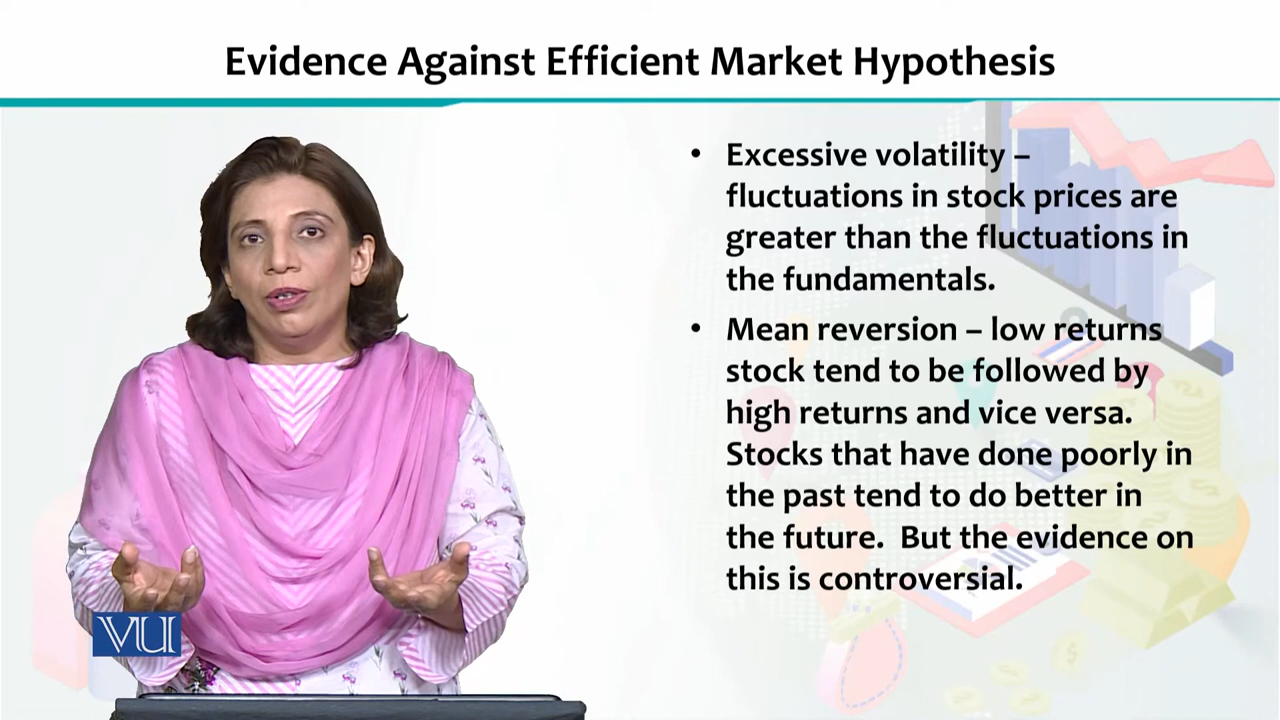 Evidence Against Efficient Market Hypothesis
• Excessive volatility –
fluctuations in stock prices are
greater than the fluctuations in
the fundamentals.
• Mean reversion – low returns
stock tend to be followed by
high returns and vice versa.
Stocks that have done poorly in
the past tend to do better in
the future.  But the evidence on
this is controversial.
VU